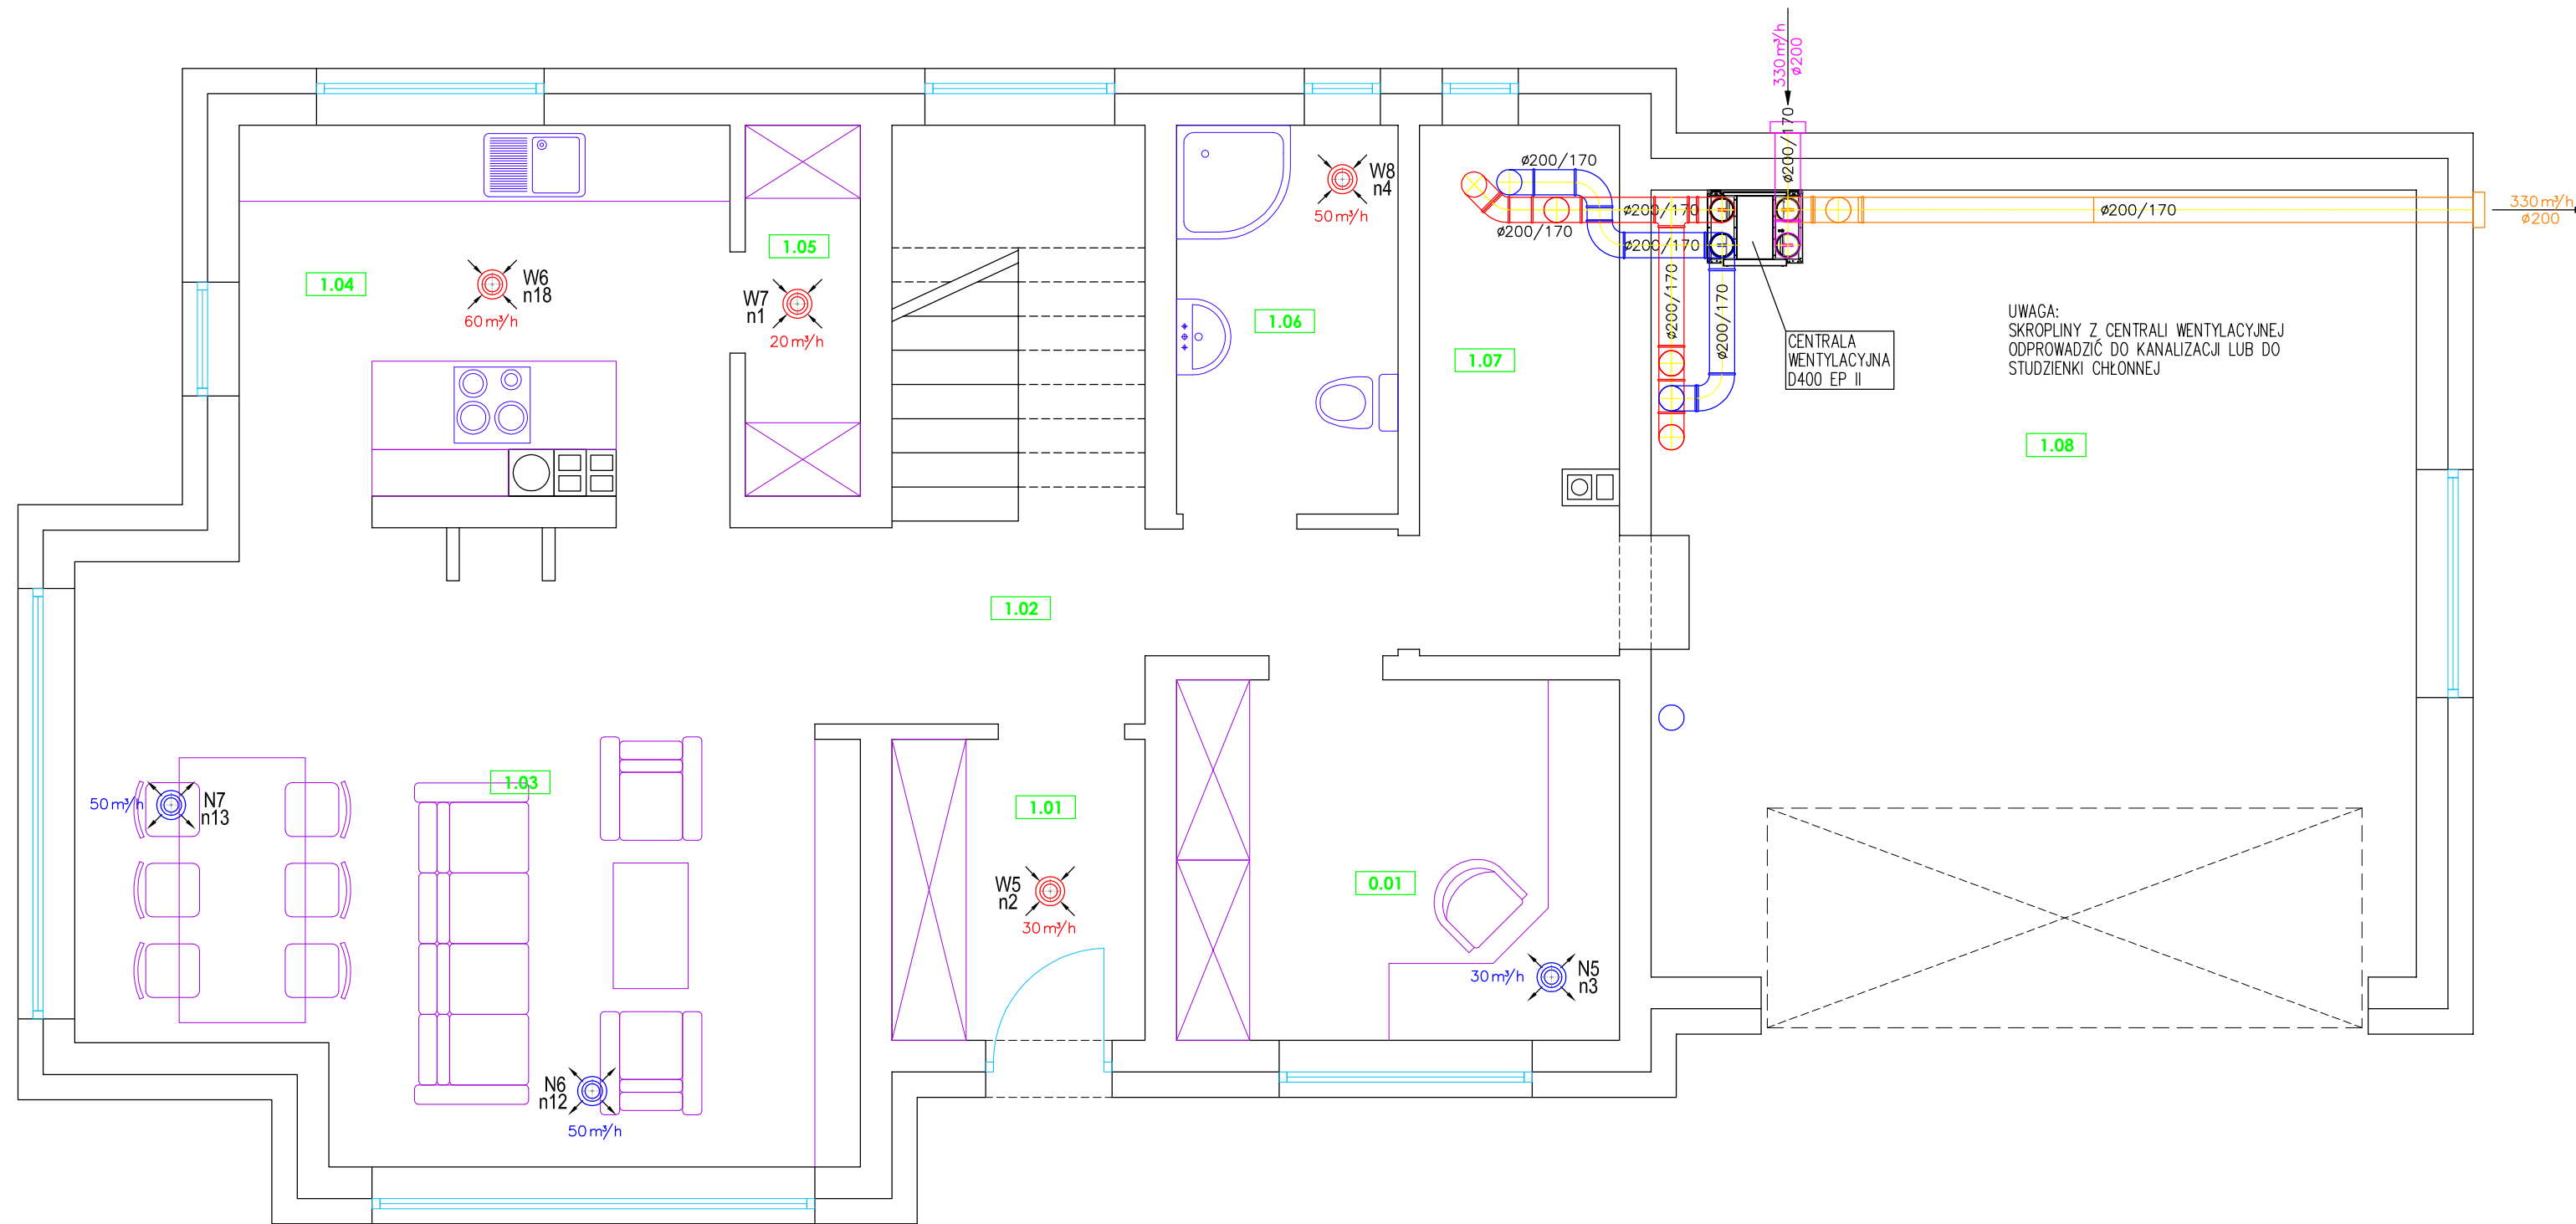 330 m³/h
ø200
ø200/170
W8
n4
50 m³/h
ø200/170
ø200/170
ø200/170
ø200/170
ø200/170
330 m³/h
ø200
1.05
1.04
W6
n18
60 m³/h
W7
n1
20 m³/h
1.06
1.07
ø200/170
ø200/170
CENTRALA
WENTYLACYJNA
D400 EP II
UWAGA:
SKROPLINY Z CENTRALI WENTYLACYJNEJ
ODPROWADZIĆ DO KANALIZACJI LUB DO
STUDZIENKI CHŁONNEJ
1.08
1.02
1.03
50 m³/h
N7
n13
1.01
W5
n2
30 m³/h
0.01
30 m³/h
N5
n3
N6
n12
50 m³/h